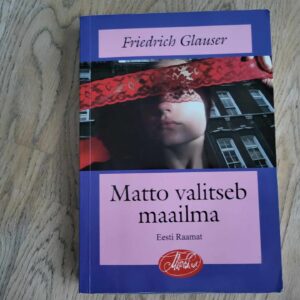 Friedrich Glauser
Matto valitseb
maailma
Eesti Raamat